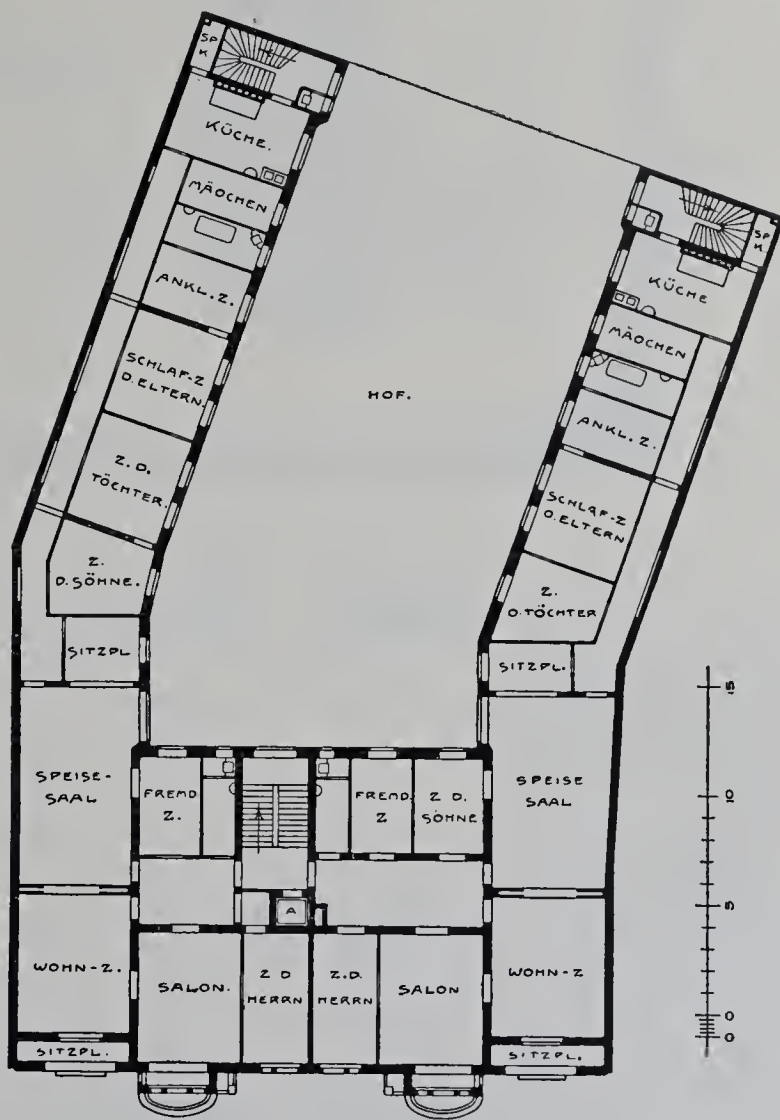 SP
K
KÜCHE.
MÄDCHEN
ANKL. Z.
SCHLAF-Z
D. ELTERN.
Z. D.
TÖCHTER.
Z.
D. SÖHNE.
SITZPL
SPEISE-
SAAL
WOHN-Z.
SITZPL.
HOF.
SP
K.
KÜCHE
MÄDCHEN
ANKL. Z.
SCHLAF-Z
D. ELTERN
Z.
D. TÖCHTER
SITZPL.
SPEISE
SAAL
WOHN-Z
SITZPL.
FREMD
Z.
FREMD.
Z
Z D.
SÖHNE
A
SALON.
Z D
HERRN
Z. D.
HERRN
SALON
15
10
5
0
0